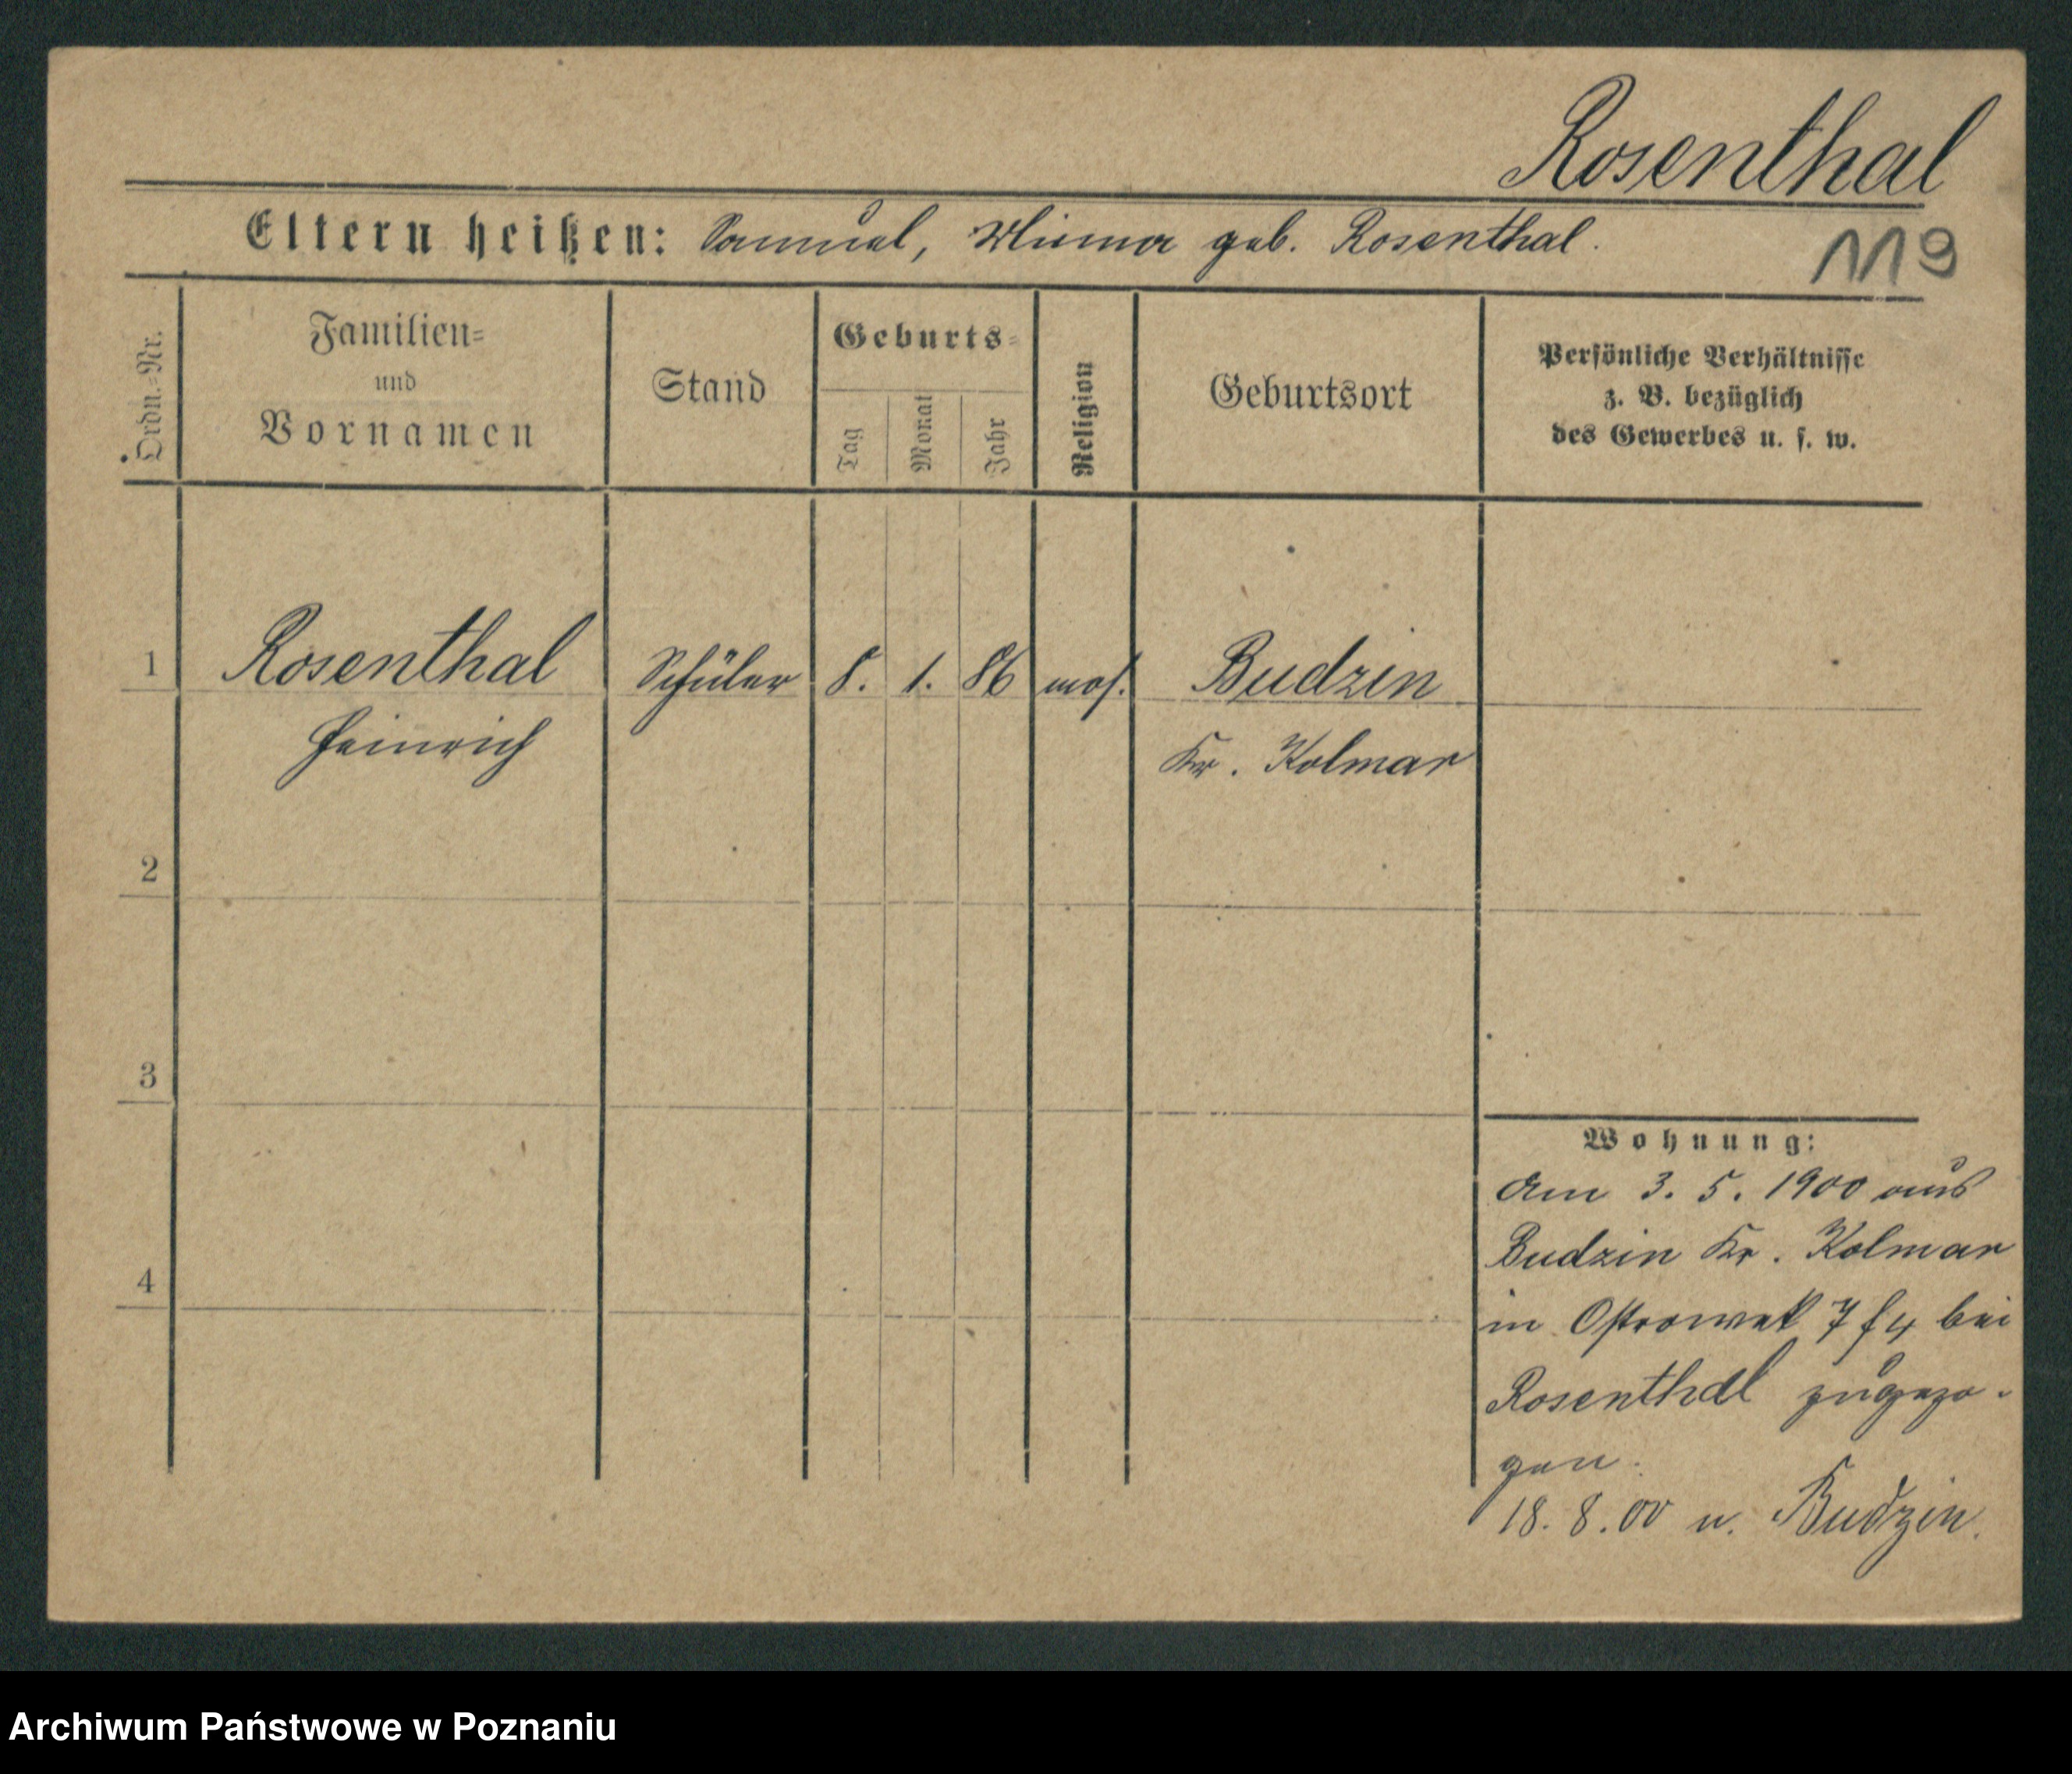 Rosenthal
Eltern heißen: Samuel, geb. Rosenthal.
119
Ordn.-Nr.
Familien-
und
Vornamen
Stand
Geburts-
Tag
Monat
Jahr
Religion
Geburtsort
Persönliche Verhältnisse
z. B. bezüglich
des Gewerbes u. s. w.
1 Rosenthal Schüler 8. 1. 86 mos. Budzin
Heinrich Kr. Kolmar
2
3
4
Wohnung:
Am 3. 5. 1900 aus
Budzin Kr. Kolmar
in Ostrowek bei
Rosenthal zugezo-
gen.
18. 8. 00 n. Budzin.
Archiwum Państwowe w Poznaniu